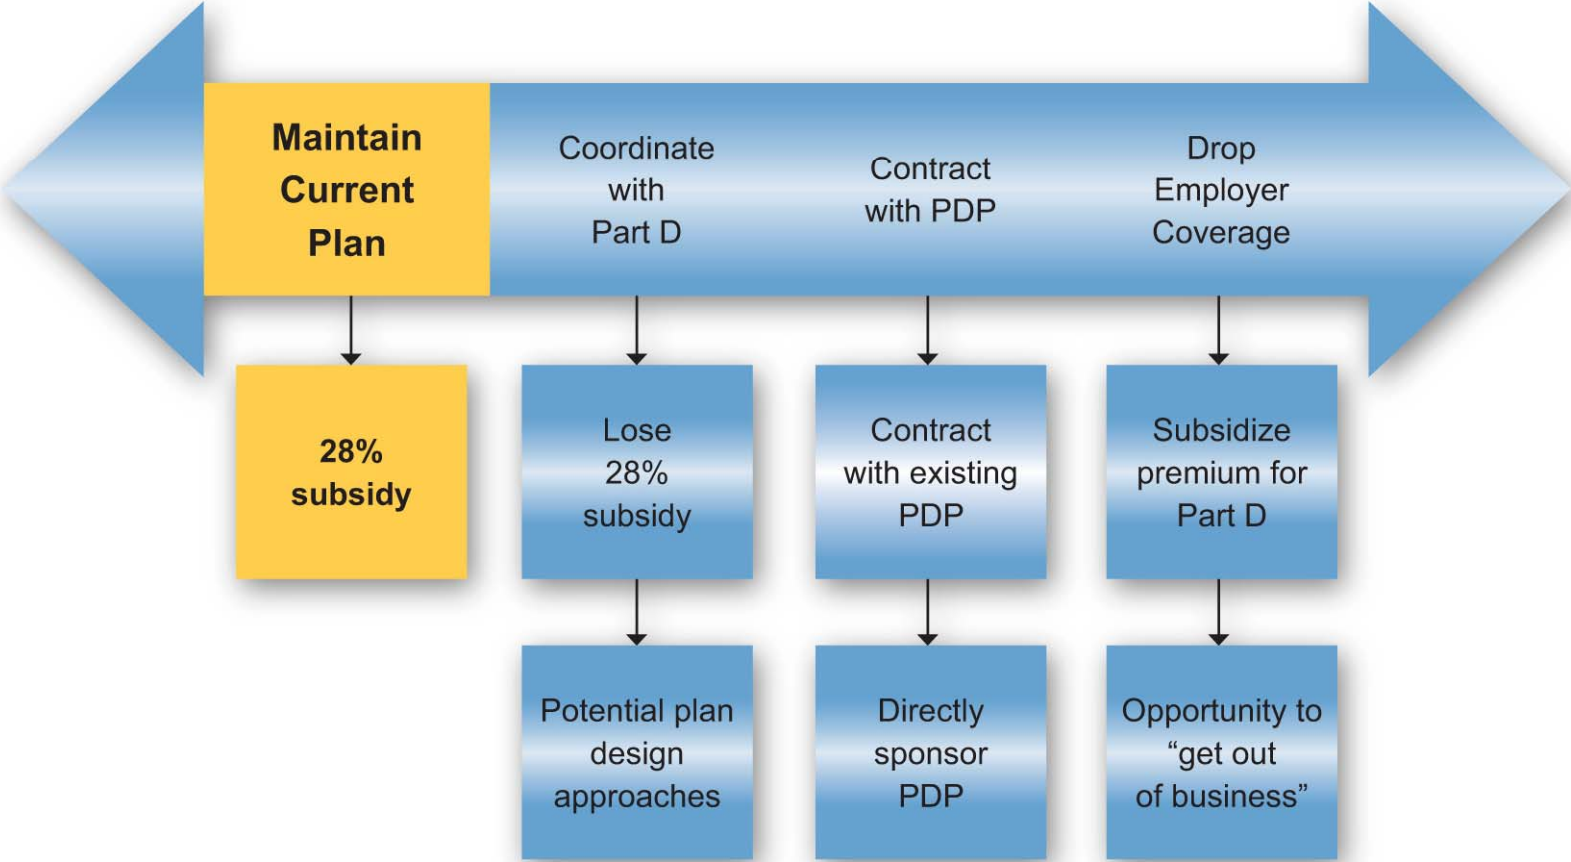 Maintain
Current
Plan
Coordinate
with
Part D
Contract
with PDP
Drop
Employer
Coverage
28%
subsidy
Lose
28%
subsidy
Contract
with existing
PDP
Subsidize
premium for
Part D
Potential plan
design
approaches
Directly
sponsor
PDP
Opportunity to
“get out
of business”